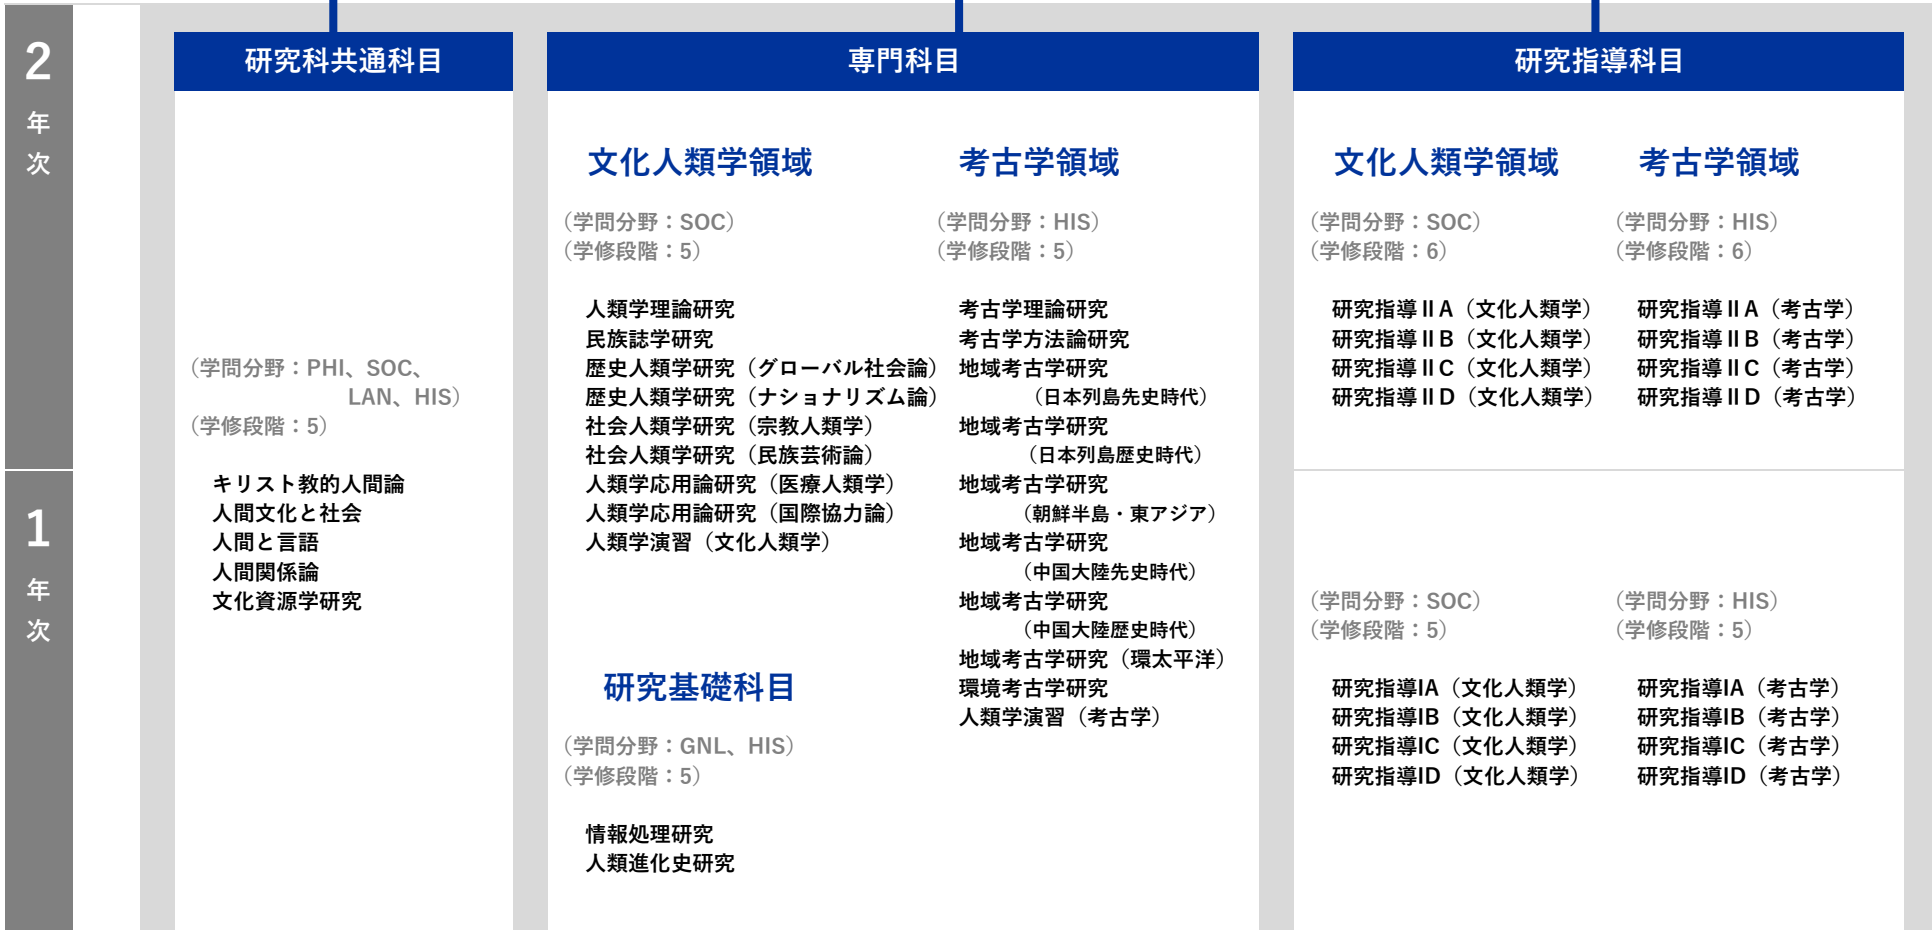 2
年
次
1
年
次
研究科共通科目
（学問分野：PHI、SOC、
LAN、HIS）
（学修段階：5）
キリスト教的人間論
人間文化と社会
人間と言語
人間関係論
文化資源学研究
専門科目
文化人類学領域
（学問分野：SOC）
（学修段階：5）
人類学理論研究
民族誌学研究
歴史人類学研究（グローバル社会論）
歴史人類学研究（ナショナリズム論）
社会人類学研究（宗教人類学）
社会人類学研究（民族芸術論）
人類学応用論研究（医療人類学）
人類学応用論研究（国際協力論）
人類学演習（文化人類学）
研究基礎科目
（学問分野：GNL、HIS）
（学修段階：5）
情報処理研究
人類進化史研究
考古学領域
（学問分野：HIS）
（学修段階：5）
考古学理論研究
考古学方法論研究
地域考古学研究
（日本列島先史時代）
地域考古学研究
（日本列島歴史時代）
地域考古学研究
（朝鮮半島・東アジア）
地域考古学研究
（中国大陸先史時代）
地域考古学研究
（中国大陸歴史時代）
地域考古学研究（環太平洋）
環境考古学研究
人類学演習（考古学）
研究指導科目
文化人類学領域
（学問分野：SOC）
（学修段階：6）
研究指導ⅡA（文化人類学）
研究指導ⅡB（文化人類学）
研究指導ⅡC（文化人類学）
研究指導ⅡD（文化人類学）
考古学領域
（学問分野：HIS）
（学修段階：6）
研究指導ⅡA（考古学）
研究指導ⅡB（考古学）
研究指導ⅡC（考古学）
研究指導ⅡD（考古学）
（学問分野：SOC）
（学修段階：5）
研究指導IA（文化人類学）
研究指導IB（文化人類学）
研究指導IC（文化人類学）
研究指導ID（文化人類学）
（学問分野：HIS）
（学修段階：5）
研究指導IA（考古学）
研究指導IB（考古学）
研究指導IC（考古学）
研究指導ID（考古学）